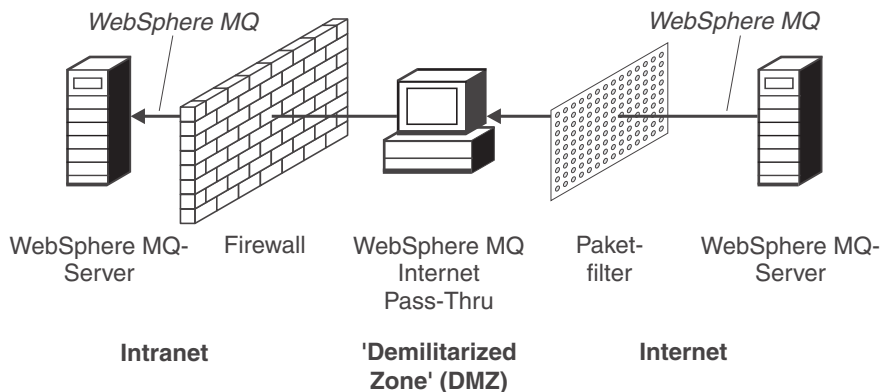 WebSphere MQ
WebSphere MQ
WebSphere MQ-
Server
Firewall
WebSphere MQ
Internet
Pass-Thru
Paket-
filter
WebSphere MQ-
Server
Intranet
'Demilitarized
Zone' (DMZ)
Internet